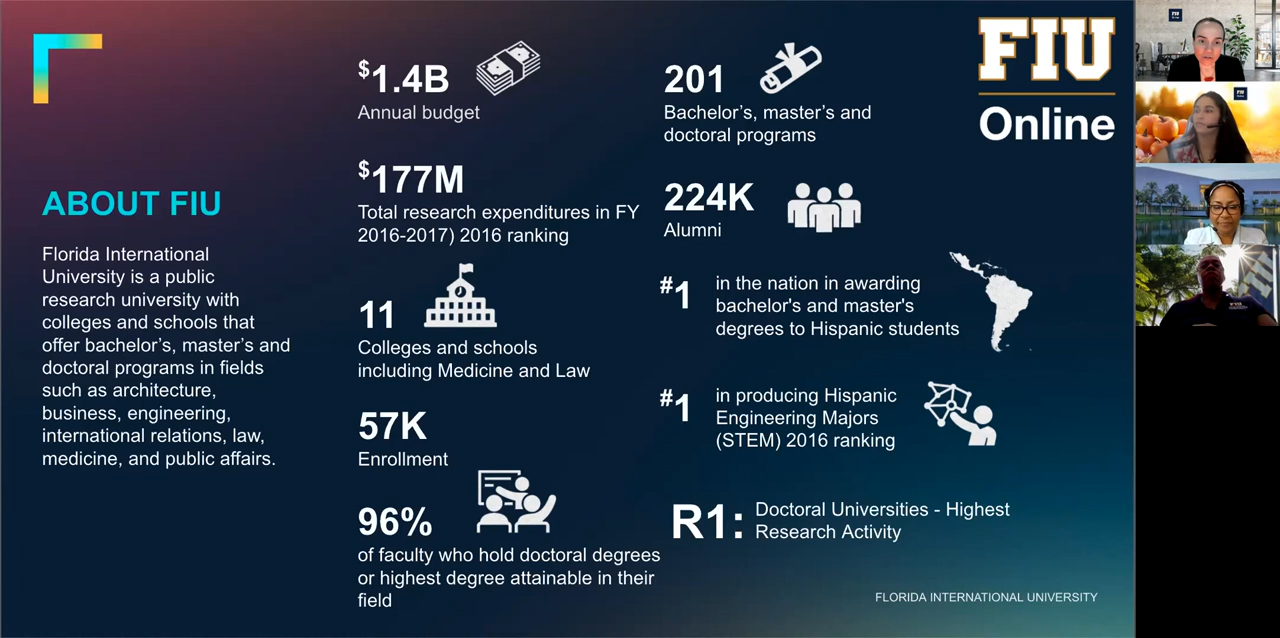 ABOUT FIU
Florida International
University is a public
research university with
colleges and schools that
offer bachelor's, master's and
doctoral programs in fields
such as architecture,
business, engineering,
international relations, law,
medicine, and public affairs.
$1.4B
Annual budget
$177M
Total research expenditures in FY
2016-2017) 2016 ranking
11
Colleges and schools
including Medicine and Law
57K
Enrollment
96%
of faculty who hold doctoral degrees
or highest degree attainable in their
field
201
Bachelor's, master's and
doctoral programs
224K
Alumni
#1
in the nation in awarding
bachelor's and master's
degrees to Hispanic students
#1
in producing Hispanic
Engineering Majors
(STEM) 2016 ranking
R1:
Doctoral Universities - Highest
Research Activity
FLORIDA INTERNATIONAL UNIVERSITY
FIU
Online
FIU
FIU